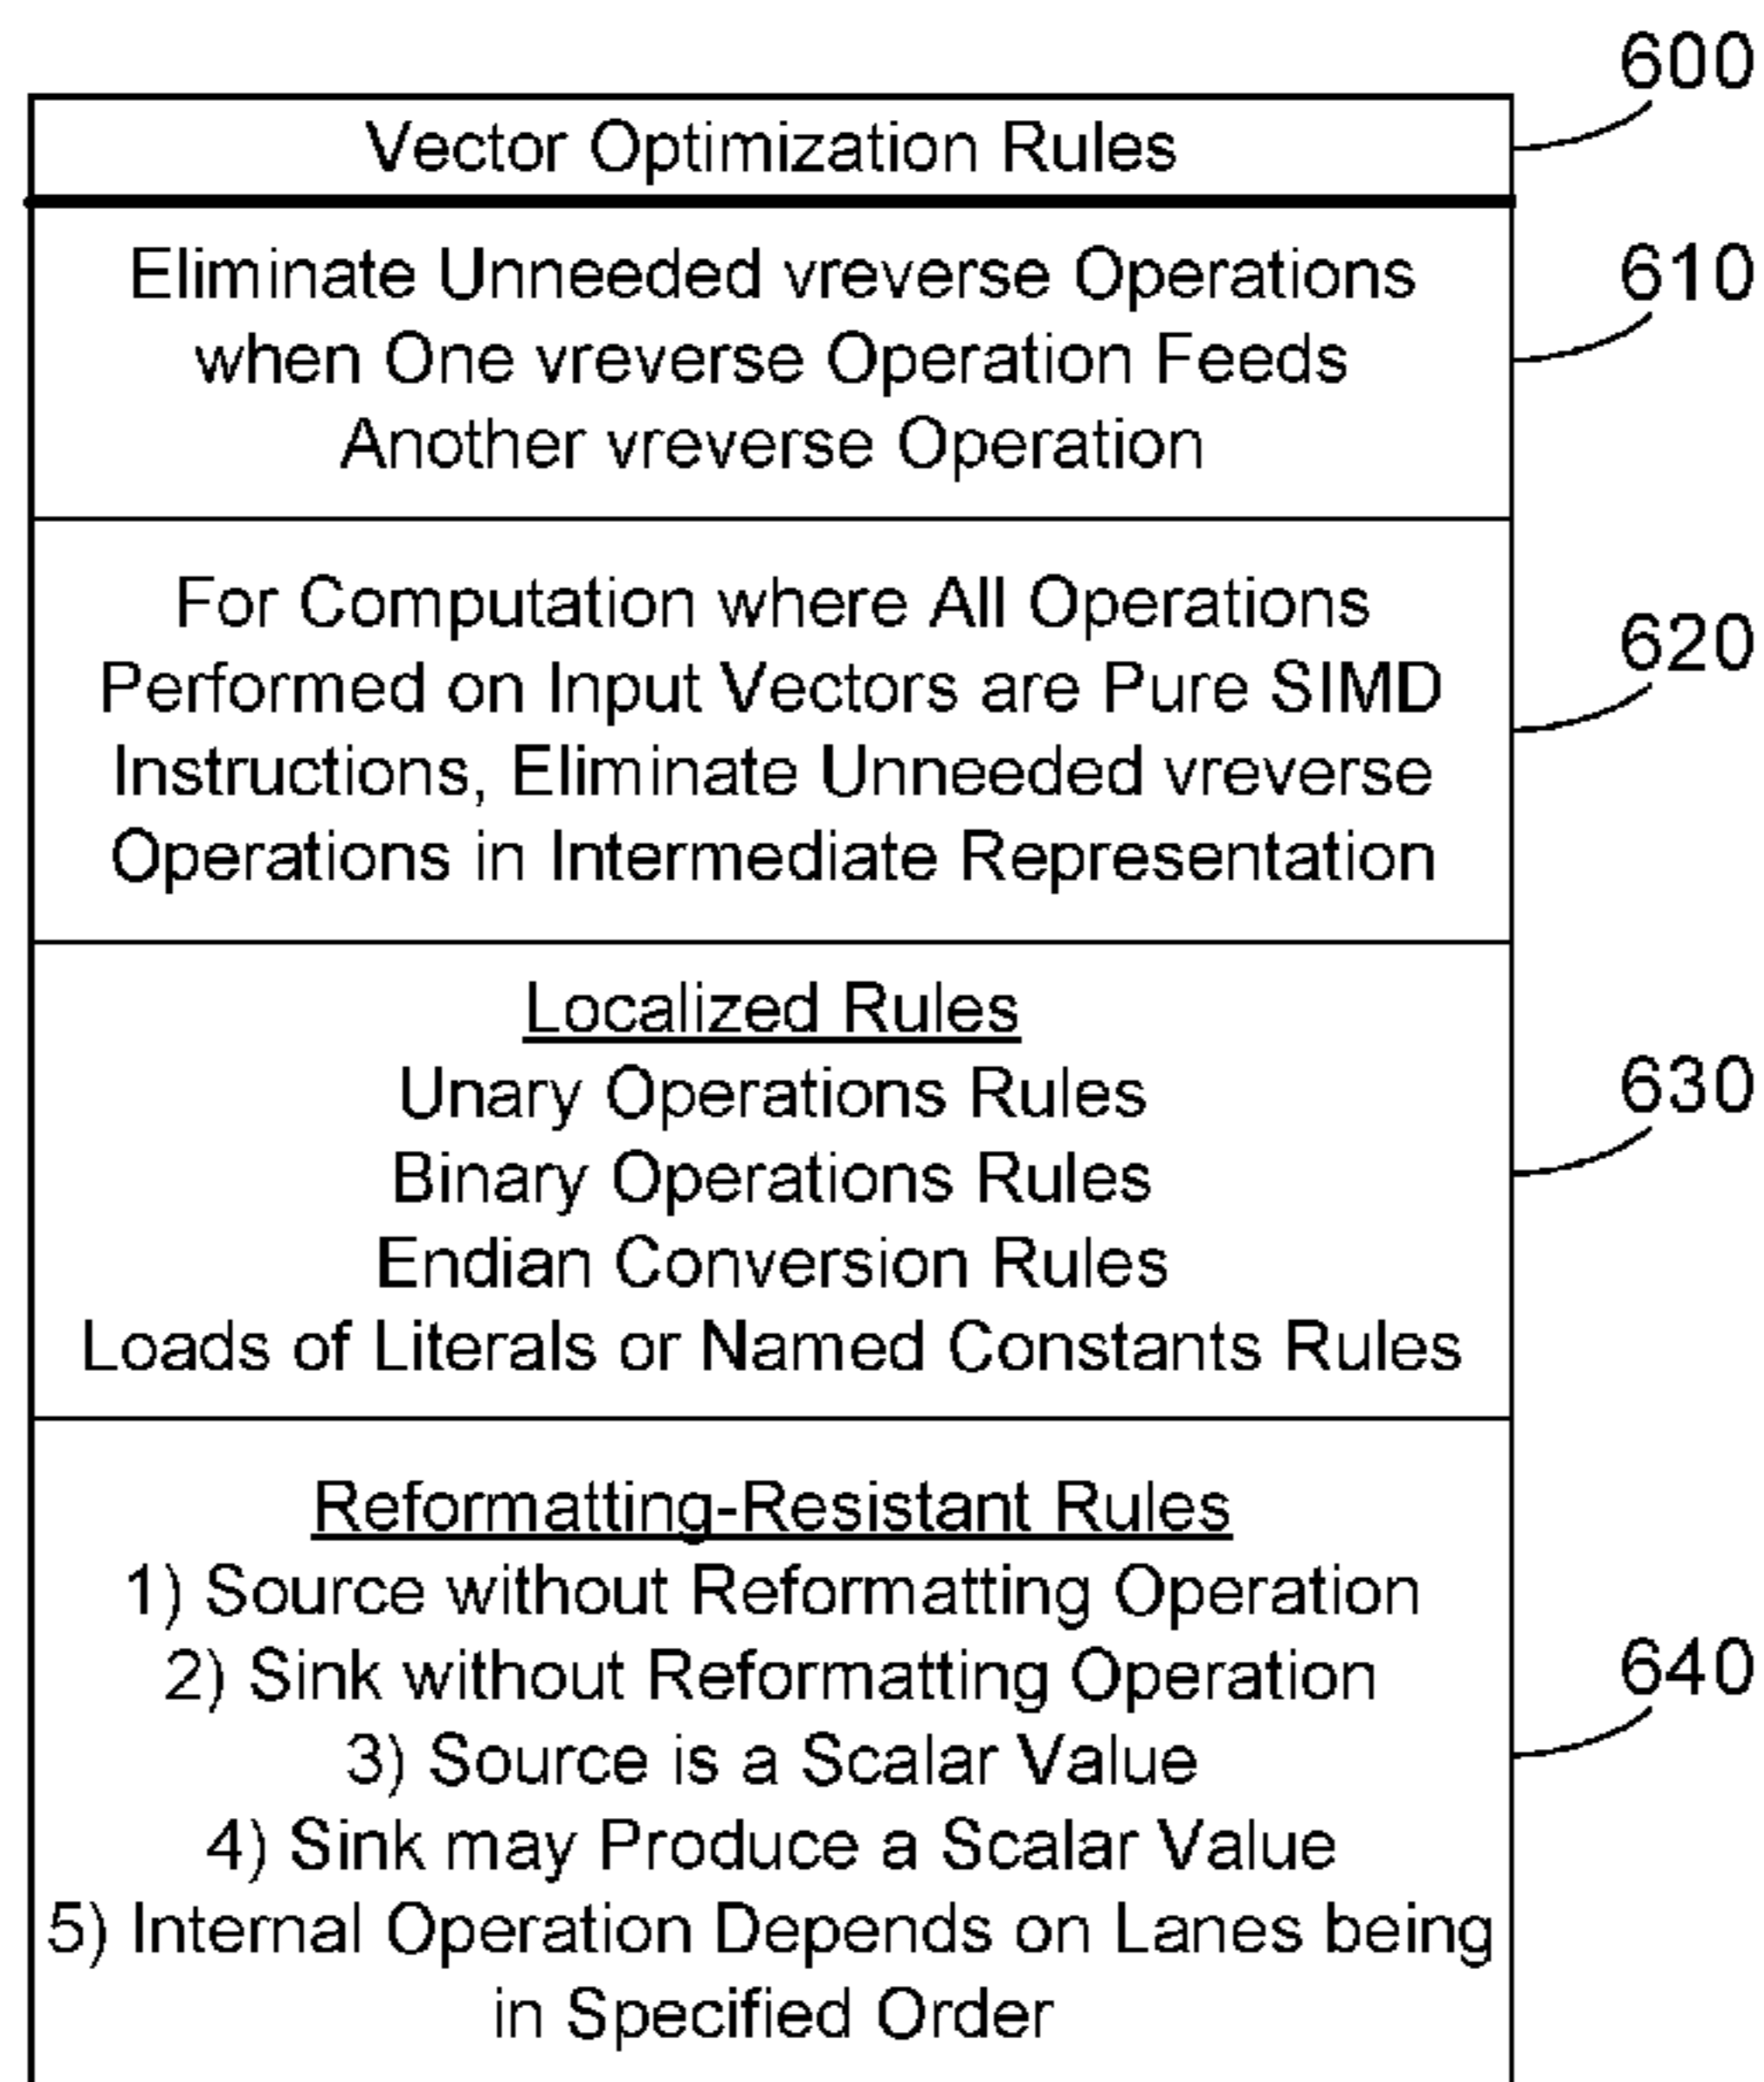 600
Vector Optimization Rules
610
Eliminate Unneeded vreverse Operations
when One vreverse Operation Feeds
Another vreverse Operation
620
For Computation where All Operations
Performed on Input Vectors are Pure SIMD
Instructions, Eliminate Unneeded vreverse
Operations in Intermediate Representation
630
Localized Rules
Unary Operations Rules
Binary Operations Rules
Endian Conversion Rules
Loads of Literals or Named Constants Rules
640
Reformatting-Resistant Rules
1) Source without Reformatting Operation
2) Sink without Reformatting Operation
3) Source is a Scalar Value
4) Sink may Produce a Scalar Value
5) Internal Operation Depends on Lanes being
in Specified Order